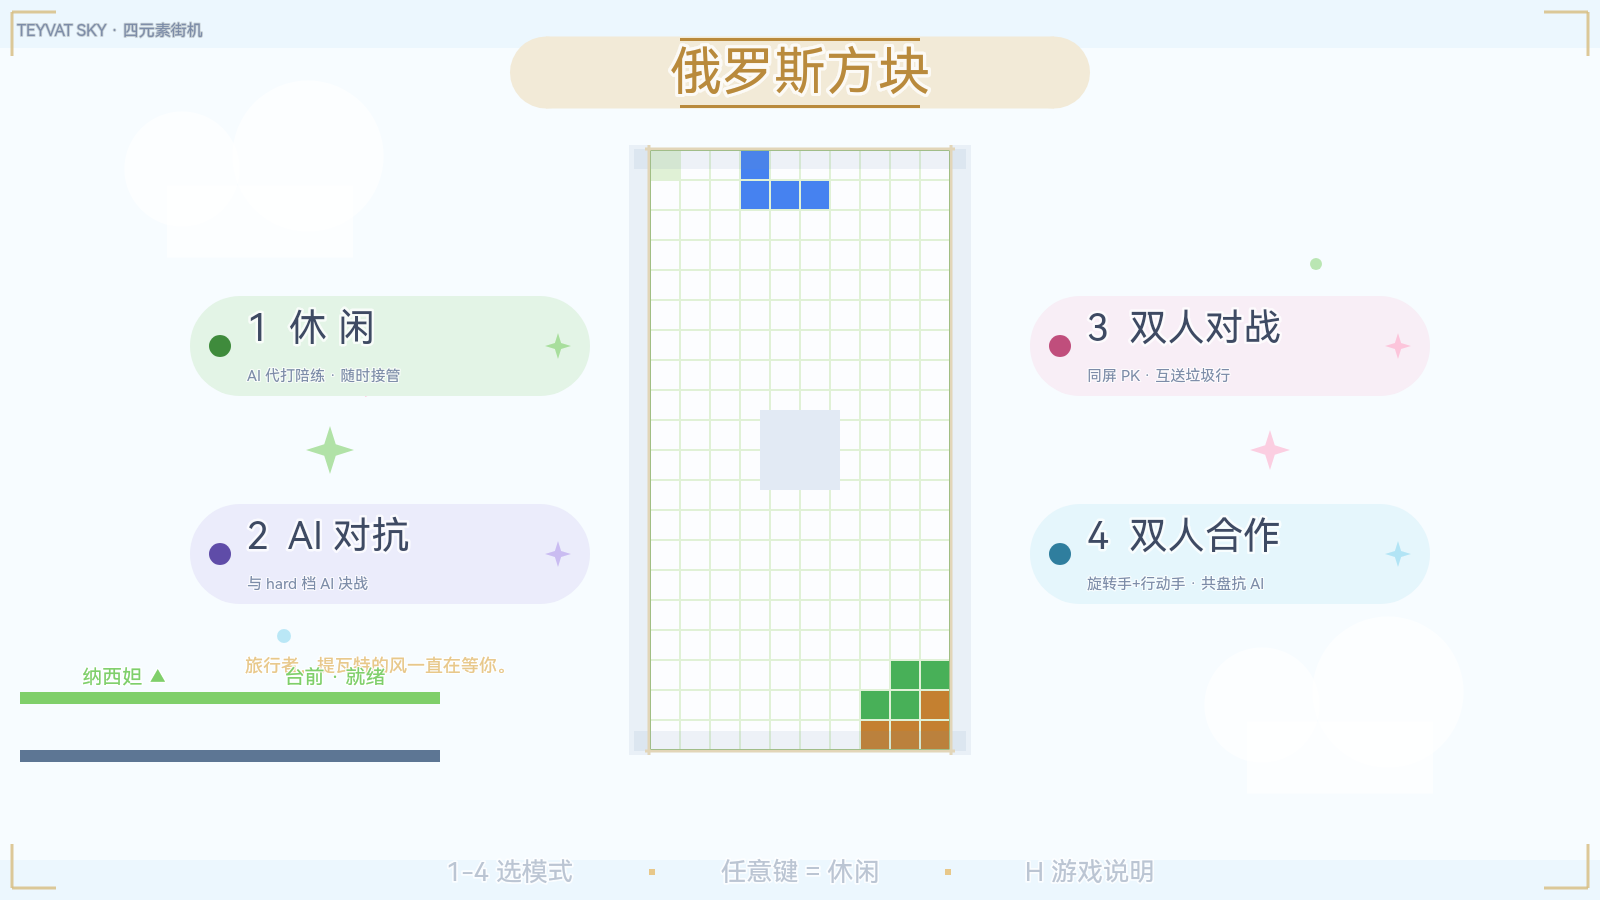 TEYVAT SKY · 四元素街机
俄罗斯方块
1 休 闲
AI 代打陪练 · 随时接管
2 AI 对抗
与 hard 档 AI 决战
3 双人对战
同屏 PK · 互送垃圾行
4 双人合作
旋转手+行动手 · 共盘抗 AI
旅行者、提瓦特的风一直在等你。
纳西妲 ▲
台前 · 就绪
1-4 选模式 ▪ 任意键 = 休闲 ▪ H 游戏说明